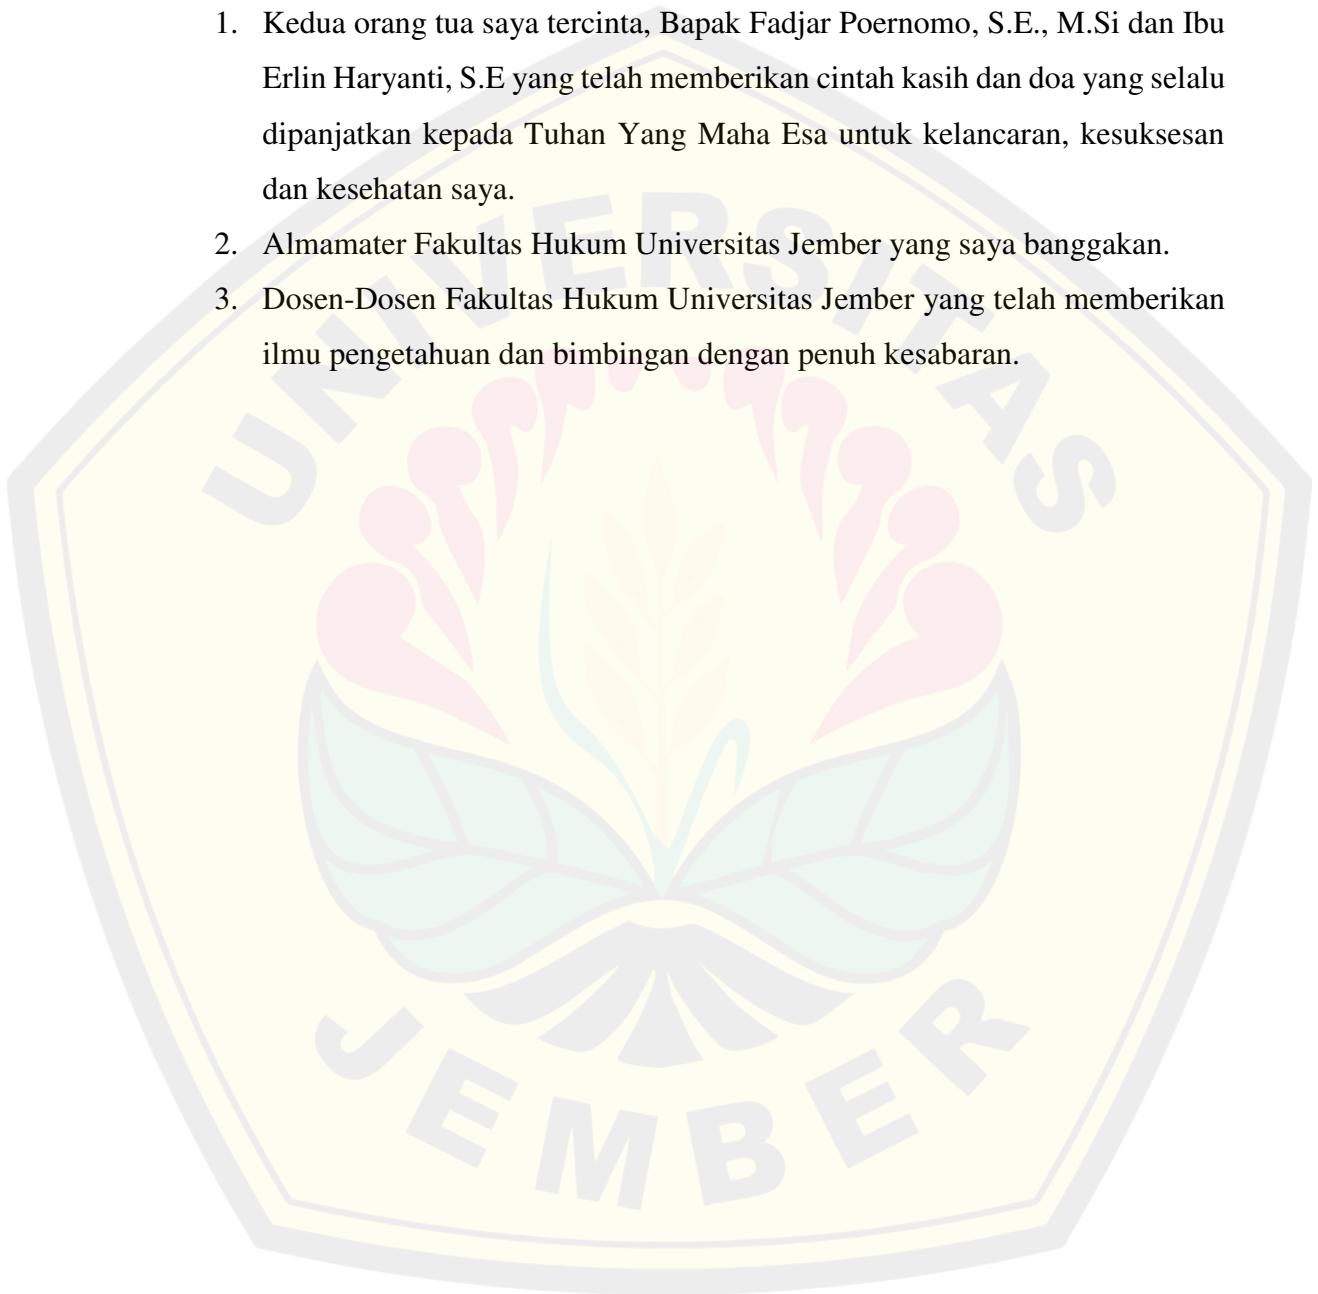 1. Kedua orang tua saya tercinta, Bapak Fadjar Poernomo, S.E., M.Si dan Ibu
Erlin Haryanti, S.E yang telah memberikan cintah kasih dan doa yang selalu
dipanjatkan kepada Tuhan Yang Maha Esa untuk kelancaran, kesuksesan
dan kesehatan saya.
2. Almamater Fakultas Hukum Universitas Jember yang saya banggakan.
3. Dosen-Dosen Fakultas Hukum Universitas Jember yang telah memberikan
ilmu pengetahuan dan bimbingan dengan penuh kesabaran.
UNIVERSITAS
JEMBER